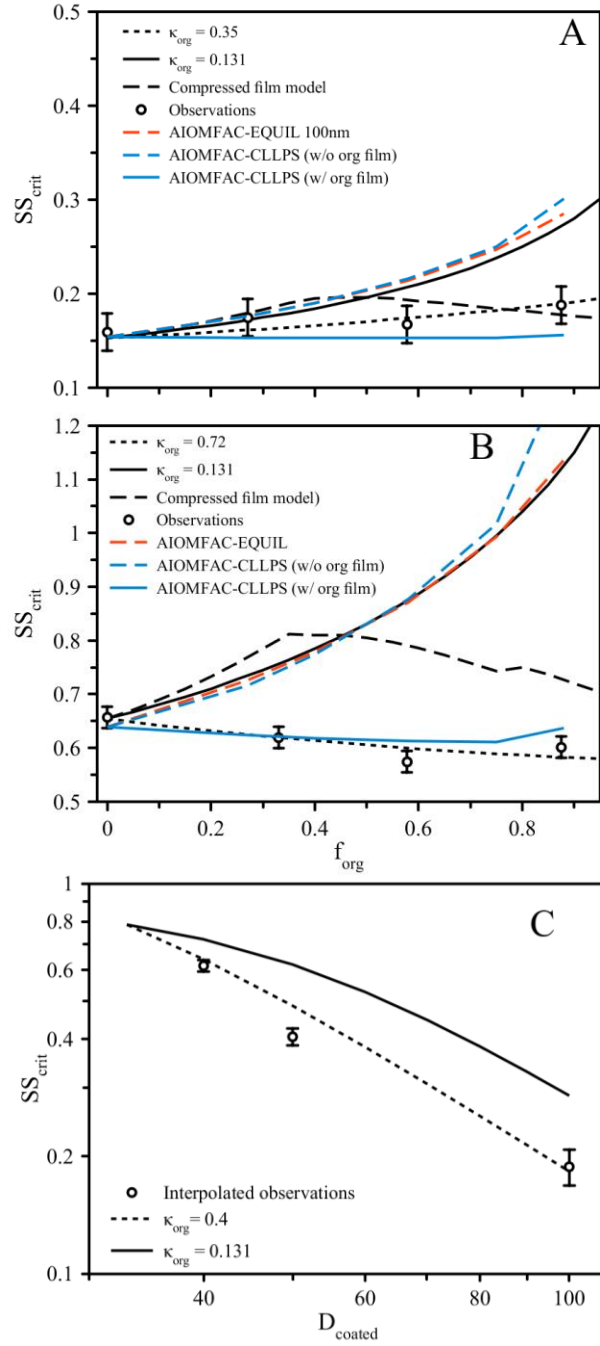 A
0.5
κorg = 0.35
κorg = 0.131
Compressed film model
0.4
Observations
AIOMFAC-EQUIL 100nm
AIOMFAC-CLLPS (w/o org film)
AIOMFAC-CLLPS (w/ org film)
SScrit
0.3
0.2
0.1
B
1.2
κorg = 0.72
κorg = 0.131
1.1
Compressed film model)
Observations
1
AIOMFAC-EQUIL
AIOMFAC-CLLPS (w/o org film)
0.9
AIOMFAC-CLLPS (w/ org film)
SScrit
0.8
0.7
0.6
0.5
0 0.2 0.4 0.6 0.8
forg
1
C
0.8
0.6
SScrit
0.4
0.2
Interpolated observations
κorg = 0.4
κorg = 0.131
0.1
40 60 80 100
Dcoated